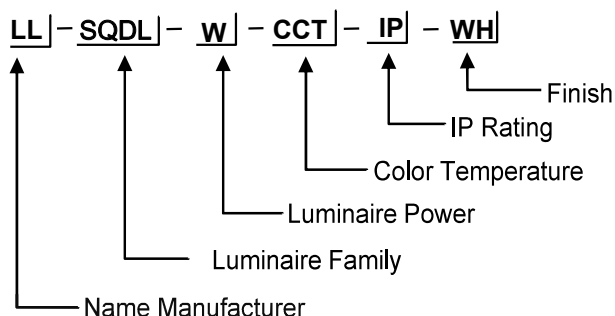 LL - SQDL - W - CCT - IP - WH
Finish
IP Rating
Color Temperature
Luminaire Power
Luminaire Family
Name Manufacturer